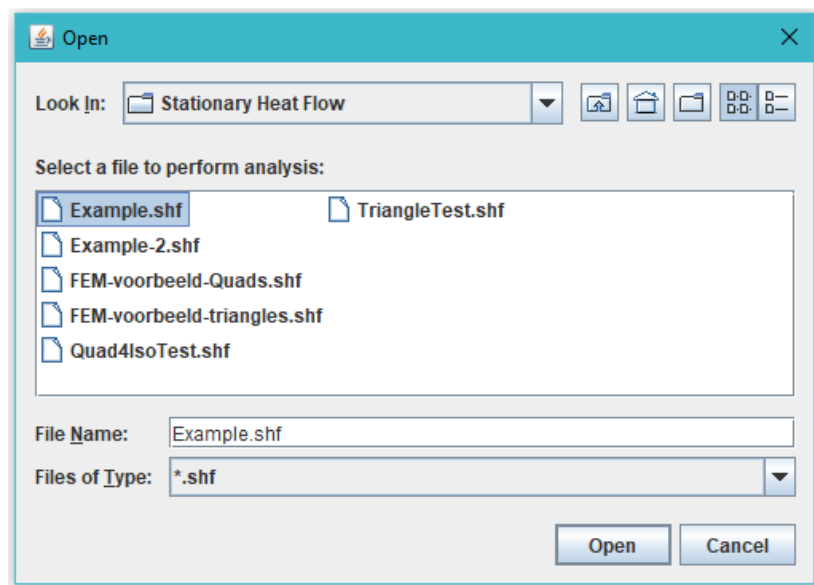 Open
Look In: Stationary Heat Flow
Select a file to perform analysis:
Example.shf TriangleTest.shf
Example-2.shf
FEM-voorbeeld-Quads.shf
FEM-voorbeeld-triangles.shf
Quad4IsoTest.shf
File Name: Example.shf
Files of Type: *.shf
Open Cancel